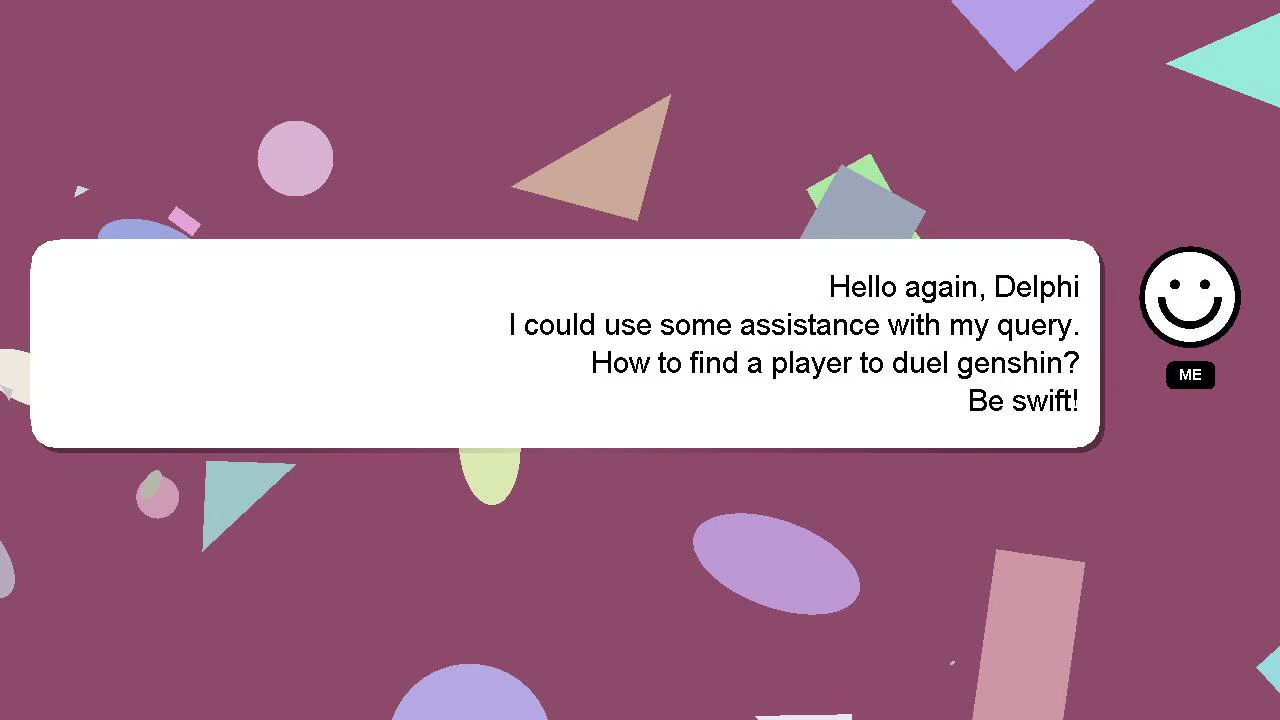 Hello again, Delphi
I could use some assistance with my query.
How to find a player to duel genshin?
Be swift!
ME